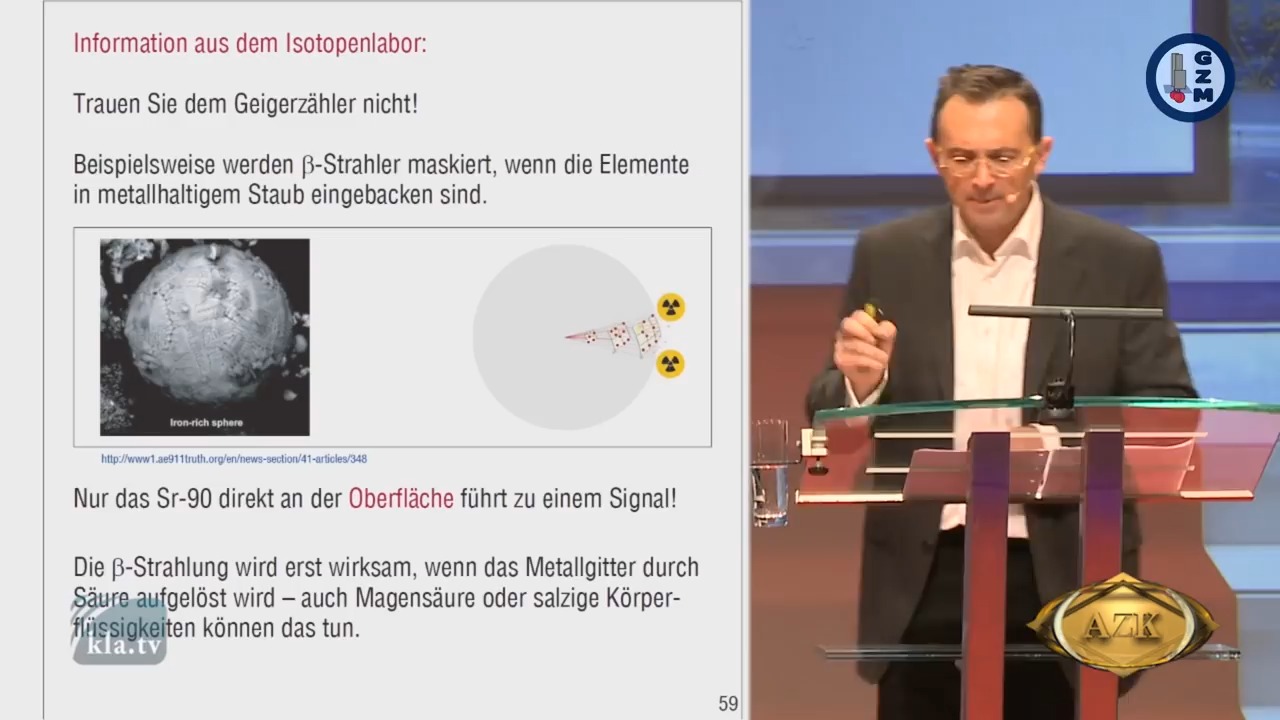 Information aus dem Isotopenlabor:
Trauen Sie dem Geigerzähler nicht!
Beispielsweise werden β-Strahler maskiert, wenn die Elemente
in metallhaltigem Staub eingebacken sind.
Iron-rich sphere
http://www1.ae911truth.org/en/news-section/41-articles/348
Nur das Sr-90 direkt an der Oberfläche führt zu einem Signal!
Die β-Strahlung wird erst wirksam, wenn das Metallgitter durch
Säure aufgelöst wird – auch Magensäure oder salzige Körper-
flüssigkeiten können das tun.
kla.tv
59
GZM
AZK